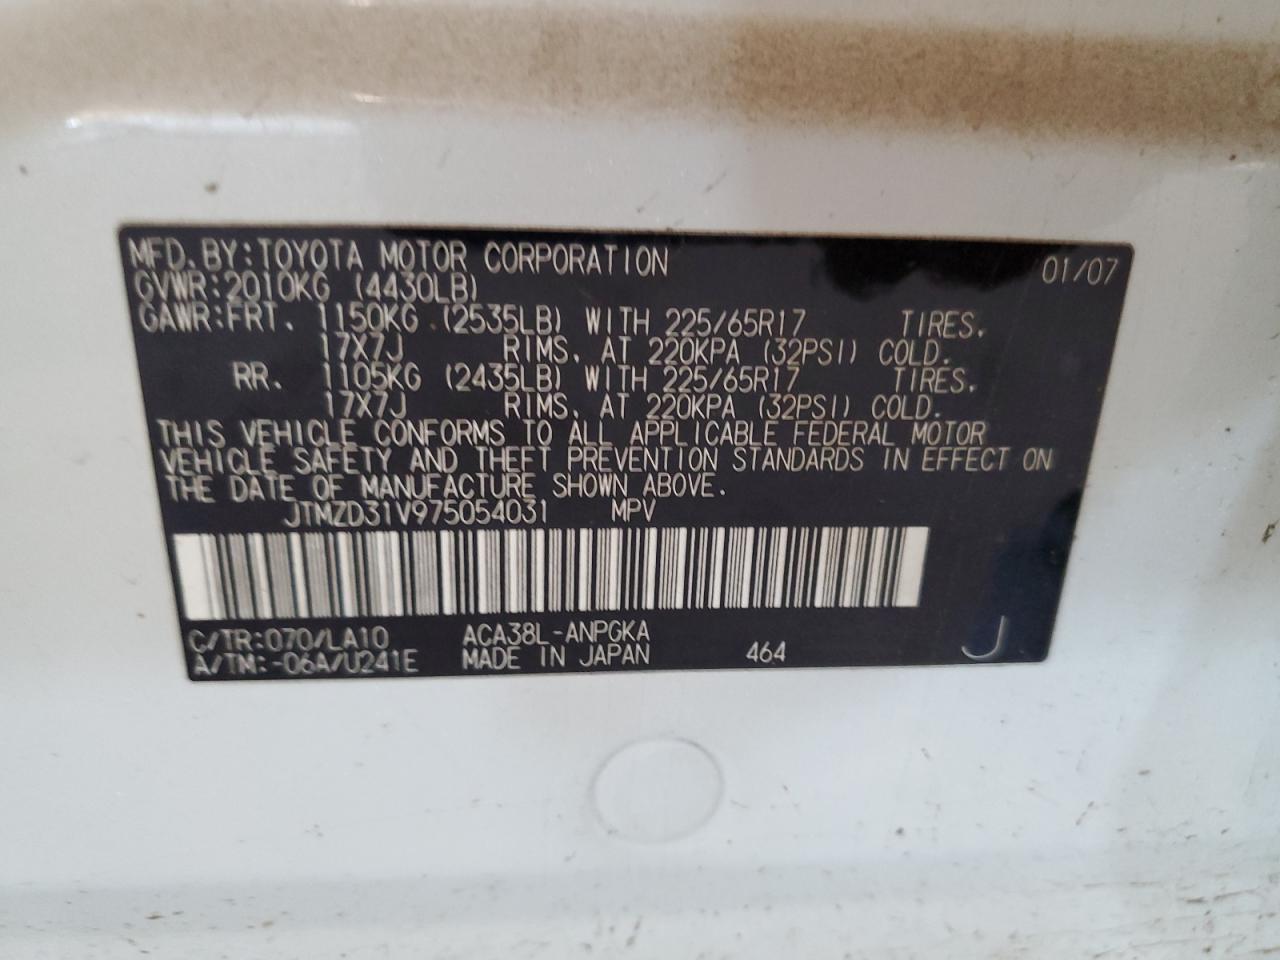 MFD. BY: TOYOTA MOTOR CORPORATION 01/07
GVWR: 2010KG (4430LB)
GAWR: FRT. 1150KG (2535LB) WITH 225/65R17 TIRES,
17X7J RIMS, AT 220KPA (32PSI) COLD.
RR. 1105KG (2435LB) WITH 225/65R17 TIRES,
17X7J RIMS, AT 220KPA (32PSI) COLD.
THIS VEHICLE CONFORMS TO ALL APPLICABLE FEDERAL MOTOR
VEHICLE SAFETY AND THEFT PREVENTION STANDARDS IN EFFECT ON
THE DATE OF MANUFACTURE SHOWN ABOVE.
JTMZD31V975054031 MPV
C/TR: 070/LA10 ACA38L-ANPGKA
A/TM: -06A/U241E MADE IN JAPAN 464 J